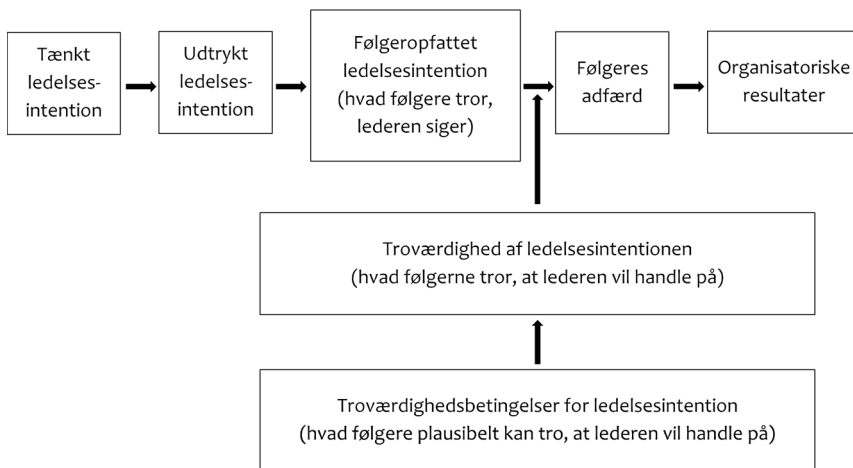 Tænkt
ledelses-
intention
Udtrykt
ledelses-
intention
Følgeropfattet
ledelsesintention
(hvad følgere tror,
lederen siger)
Følgeres
adfærd
Organisatoriske
resultater
Troværdighed af ledelsesintentionen
(hvad følgerne tror, at lederen vil handle på)
Troværdighedsbetingelser for ledelsesintention
(hvad følgere plausibelt kan tro, at lederen vil handle på)